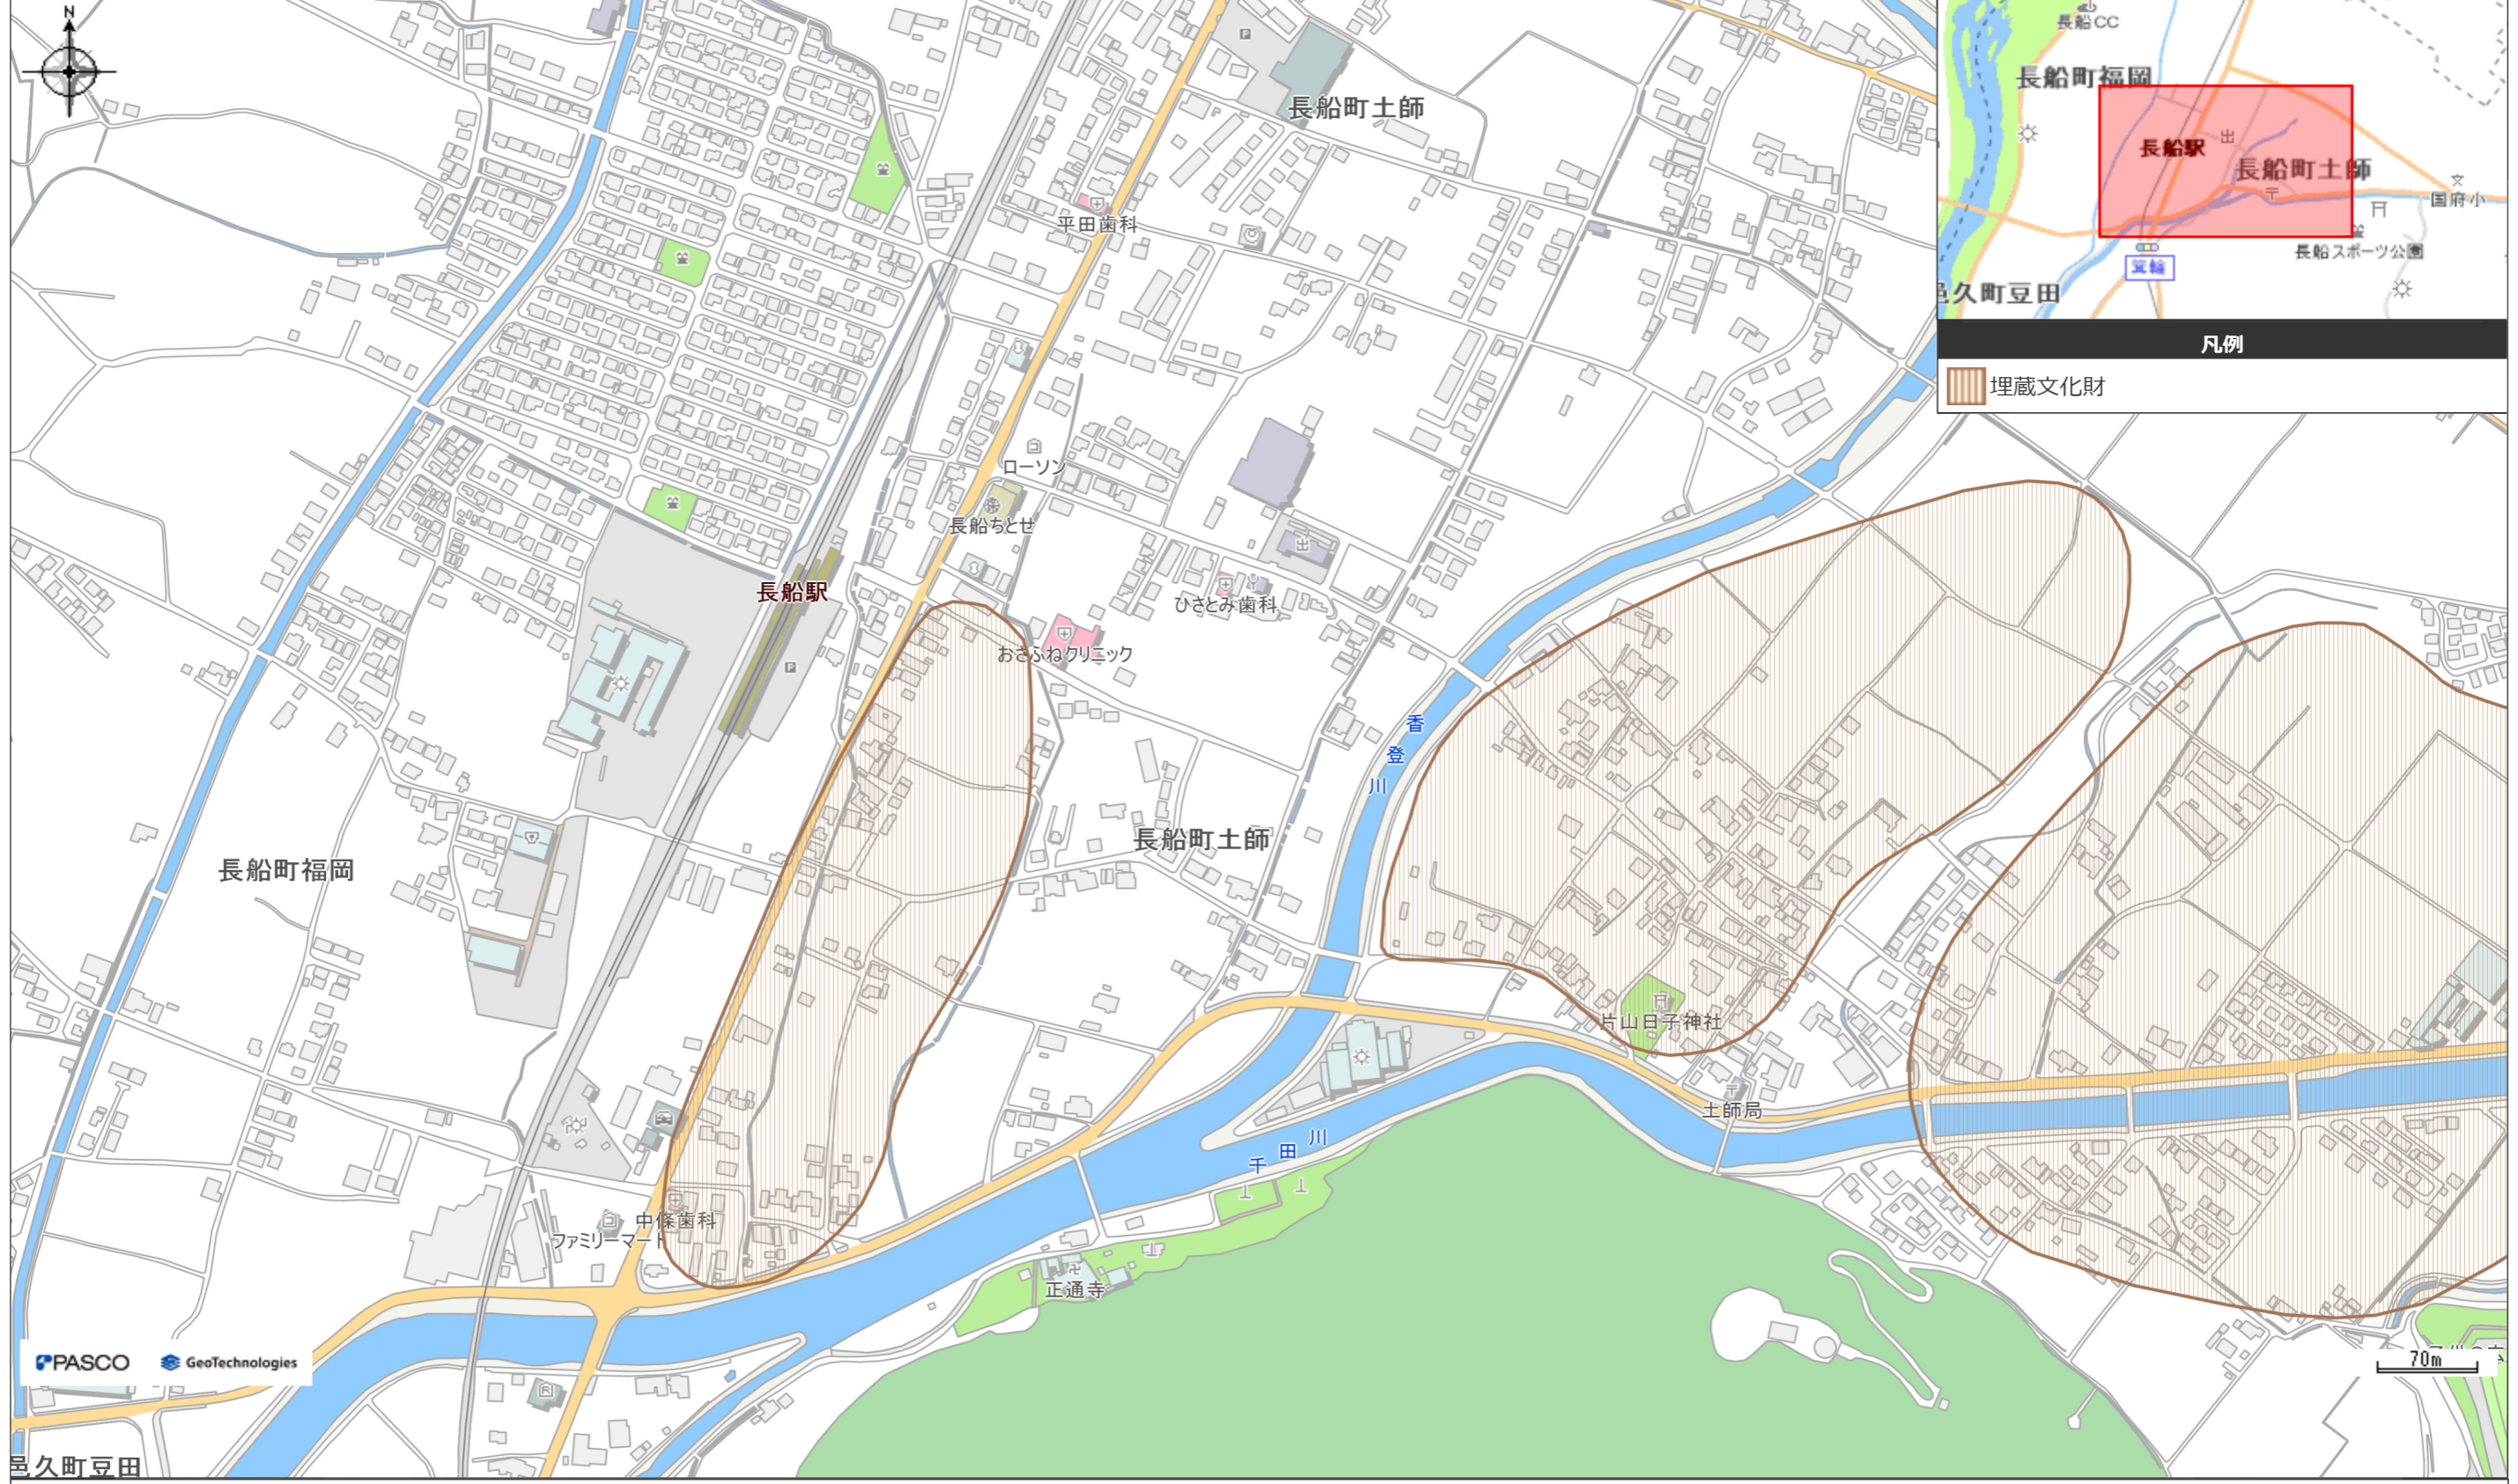 N
長船CC
長船町福岡
長船駅
長船町土師
国府小
長船スポーツ公園
箕輪
邑久町豆田
凡例
埋蔵文化財
長船町土師
平田歯科
ローソン
長船ちとせ
長船駅
ひさとみ歯科
おさふねクリニック
香登川
長船町土師
長船町福岡
片山日子神社
土師局
千田川
中條歯科
ファミリーマート
正通寺
PASCO
GeoTechnologies
70m
邑久町豆田